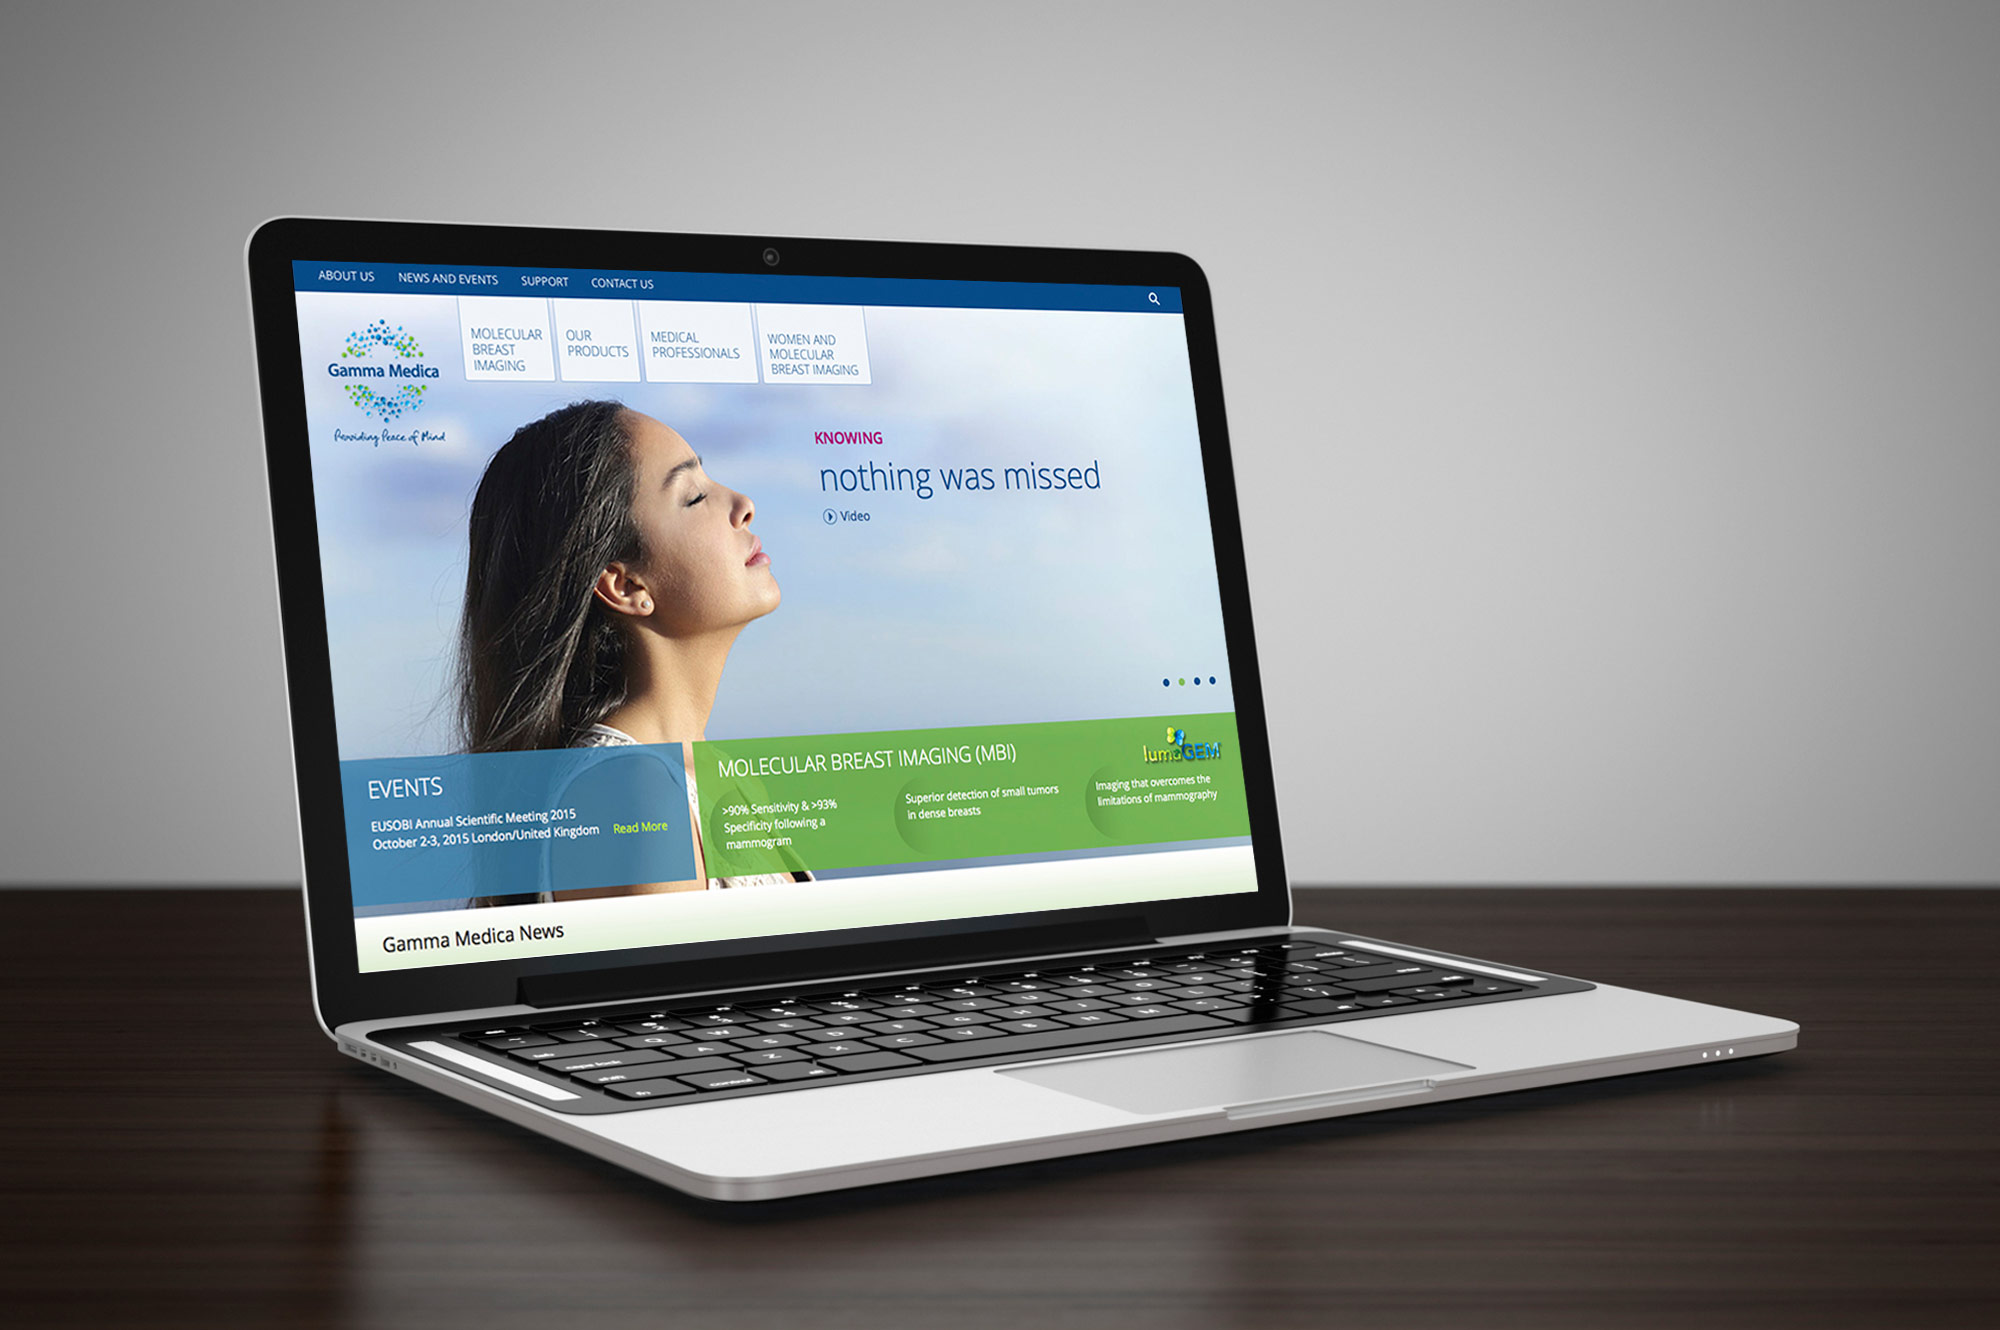 ABOUT US NEWS AND EVENTS SUPPORT CONTACT US
MOLECULAR
BREAST
IMAGING
OUR
PRODUCTS
MEDICAL
PROFESSIONALS
WOMEN AND
MOLECULAR
BREAST IMAGING
Gamma Medica
Providing Peace of Mind
KNOWING
nothing was missed
Video
EVENTS
EUSOBI Annual Scientific Meeting 2015
October 2-3, 2015 London/United Kingdom
Read More
MOLECULAR BREAST IMAGING (MBI)
>90% Sensitivity & >93%
Specificity following a
mammogram
Superior detection of small tumors
in dense breasts
lumaGEM
Imaging that overcomes the
limitations of mammography
Gamma Medica News